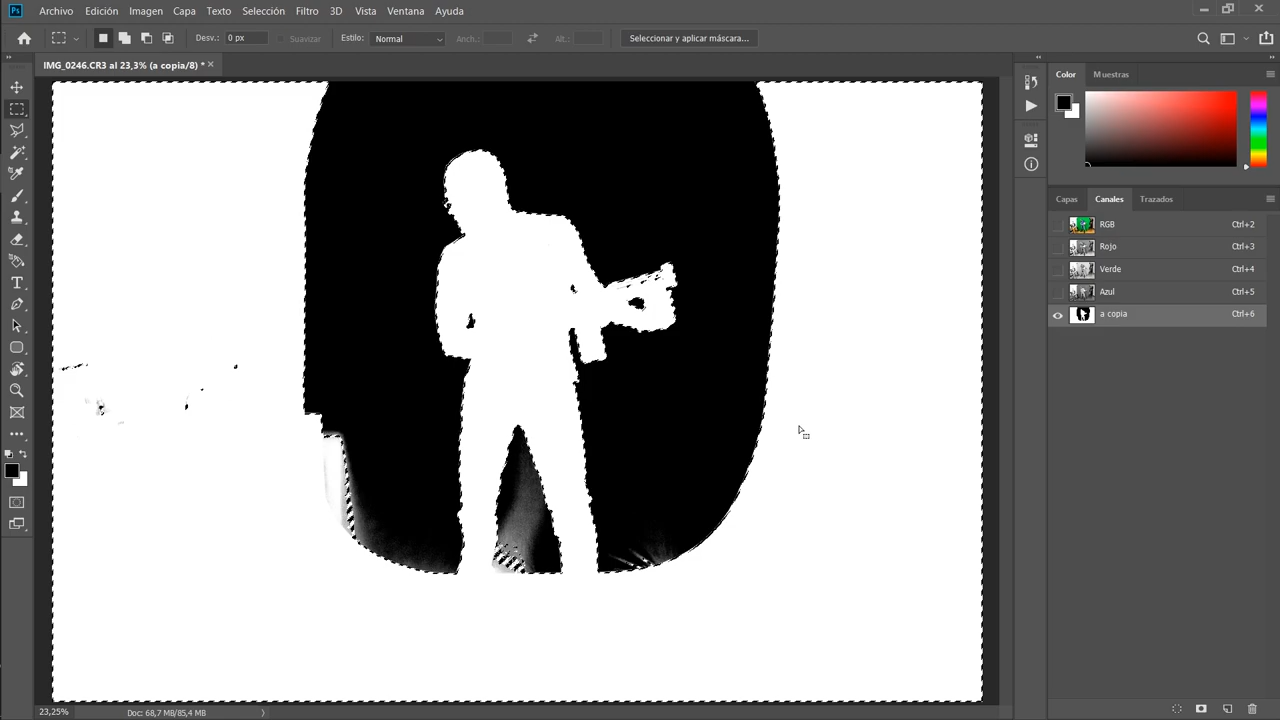 Ps Archivo Edición Imagen Capa Texto Selección Filtro 3D Vista Ventana Ayuda
Desv.: 0 px Suavizar Estilo: Normal Anch.: Alt.: Seleccionar y aplicar máscara...
IMG_0246.CR3 al 23,3% (a copia/8) * ×
Color Muestras
Capas Canales Trazados
RGB Ctrl+2
Rojo Ctrl+3
Verde Ctrl+4
Azul Ctrl+5
a copia Ctrl+6
23,25% Doc: 68,7 MB/85,4 MB